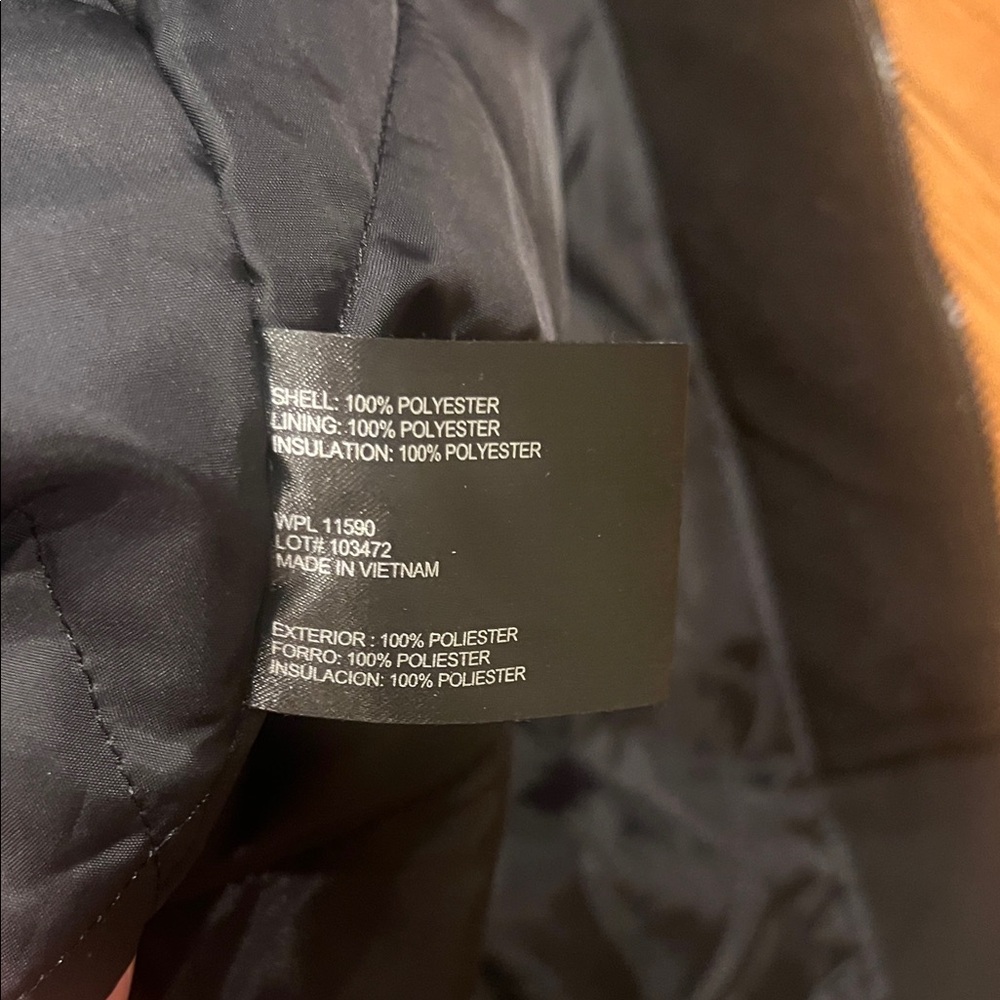 SHELL: 100% POLYESTER
LINING: 100% POLYESTER
INSULATION: 100% POLYESTER
WPL 11590
LOT# 103472
MADE IN VIETNAM
EXTERIOR : 100% POLIESTER
FORRO: 100% POLIESTER
INSULACION: 100% POLIESTER